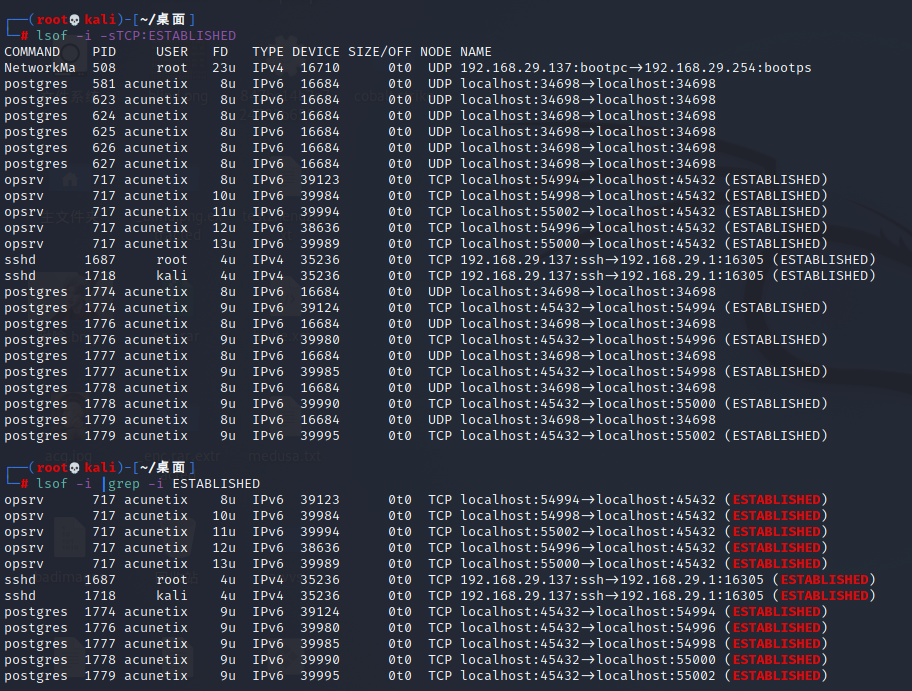 ┌──(root💀kali)-[~/桌面]
└─# lsof -i -sTCP:ESTABLISHED
COMMAND    PID     USER   FD   TYPE DEVICE SIZE/OFF NODE NAME
NetworkMa  508     root   23u  IPv4  16710      0t0  UDP 192.168.29.137:bootpc→192.168.29.254:bootps
postgres   581 acunetix    8u  IPv6  16684      0t0  UDP localhost:34698→localhost:34698
postgres   623 acunetix    8u  IPv6  16684      0t0  UDP localhost:34698→localhost:34698
postgres   624 acunetix    8u  IPv6  16684      0t0  UDP localhost:34698→localhost:34698
postgres   625 acunetix    8u  IPv6  16684      0t0  UDP localhost:34698→localhost:34698
postgres   626 acunetix    8u  IPv6  16684      0t0  UDP localhost:34698→localhost:34698
postgres   627 acunetix    8u  IPv6  16684      0t0  UDP localhost:34698→localhost:34698
opsrv      717 acunetix    8u  IPv6  39123      0t0  TCP localhost:54994→localhost:45432 (ESTABLISHED)
opsrv      717 acunetix   10u  IPv6  39984      0t0  TCP localhost:54998→localhost:45432 (ESTABLISHED)
opsrv      717 acunetix   11u  IPv6  39994      0t0  TCP localhost:55002→localhost:45432 (ESTABLISHED)
opsrv      717 acunetix   12u  IPv6  38636      0t0  TCP localhost:54996→localhost:45432 (ESTABLISHED)
opsrv      717 acunetix   13u  IPv6  39989      0t0  TCP localhost:55000→localhost:45432 (ESTABLISHED)
sshd      1687     root    4u  IPv4  35236      0t0  TCP 192.168.29.137:ssh→192.168.29.1:16305 (ESTABLISHED)
sshd      1718     kali    4u  IPv4  35236      0t0  TCP 192.168.29.137:ssh→192.168.29.1:16305 (ESTABLISHED)
postgres  1774 acunetix    8u  IPv6  16684      0t0  UDP localhost:34698→localhost:34698
postgres  1774 acunetix    9u  IPv6  39124      0t0  TCP localhost:45432→localhost:54994 (ESTABLISHED)
postgres  1776 acunetix    8u  IPv6  16684      0t0  UDP localhost:34698→localhost:34698
postgres  1776 acunetix    9u  IPv6  39980      0t0  TCP localhost:45432→localhost:54996 (ESTABLISHED)
postgres  1777 acunetix    8u  IPv6  16684      0t0  UDP localhost:34698→localhost:34698
postgres  1777 acunetix    9u  IPv6  39985      0t0  TCP localhost:45432→localhost:54998 (ESTABLISHED)
postgres  1778 acunetix    8u  IPv6  16684      0t0  UDP localhost:34698→localhost:34698
postgres  1778 acunetix    9u  IPv6  39990      0t0  TCP localhost:45432→localhost:55000 (ESTABLISHED)
postgres  1779 acunetix    8u  IPv6  16684      0t0  UDP localhost:34698→localhost:34698
postgres  1779 acunetix    9u  IPv6  39995      0t0  TCP localhost:45432→localhost:55002 (ESTABLISHED)
┌──(root💀kali)-[~/桌面]
└─# lsof -i |grep -i ESTABLISHED
opsrv      717 acunetix    8u  IPv6  39123      0t0  TCP localhost:54994→localhost:45432 (ESTABLISHED)
opsrv      717 acunetix   10u  IPv6  39984      0t0  TCP localhost:54998→localhost:45432 (ESTABLISHED)
opsrv      717 acunetix   11u  IPv6  39994      0t0  TCP localhost:55002→localhost:45432 (ESTABLISHED)
opsrv      717 acunetix   12u  IPv6  38636      0t0  TCP localhost:54996→localhost:45432 (ESTABLISHED)
opsrv      717 acunetix   13u  IPv6  39989      0t0  TCP localhost:55000→localhost:45432 (ESTABLISHED)
sshd      1687     root    4u  IPv4  35236      0t0  TCP 192.168.29.137:ssh→192.168.29.1:16305 (ESTABLISHED)
sshd      1718     kali    4u  IPv4  35236      0t0  TCP 192.168.29.137:ssh→192.168.29.1:16305 (ESTABLISHED)
postgres  1774 acunetix    9u  IPv6  39124      0t0  TCP localhost:45432→localhost:54994 (ESTABLISHED)
postgres  1776 acunetix    9u  IPv6  39980      0t0  TCP localhost:45432→localhost:54996 (ESTABLISHED)
postgres  1777 acunetix    9u  IPv6  39985      0t0  TCP localhost:45432→localhost:54998 (ESTABLISHED)
postgres  1778 acunetix    9u  IPv6  39990      0t0  TCP localhost:45432→localhost:55000 (ESTABLISHED)
postgres  1779 acunetix    9u  IPv6  39995      0t0  TCP localhost:45432→localhost:55002 (ESTABLISHED)